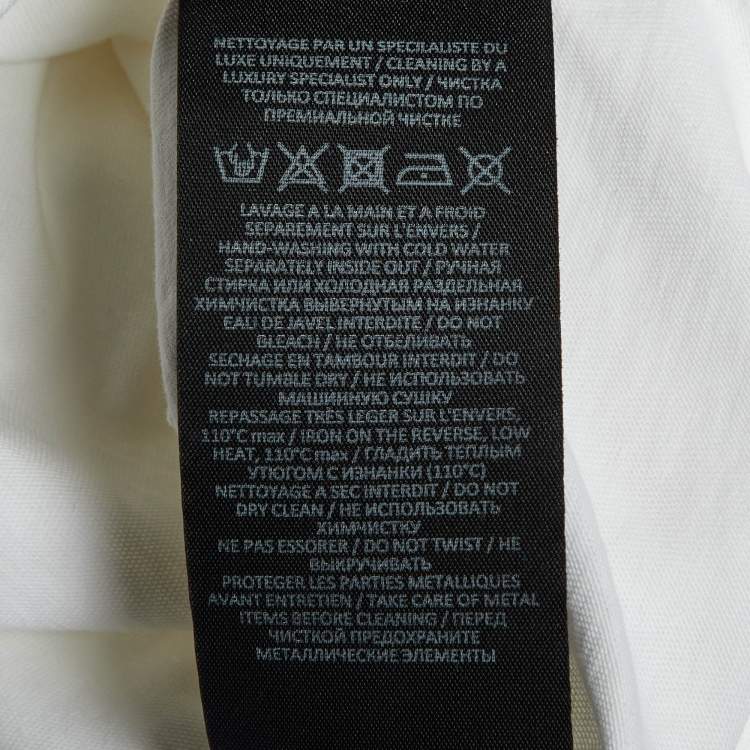 NETTOYAGE PAR UN SPECILALISTE DU
LUXE UNIQUEMENT / CLEANING BY A
LUXURY SPECIALIST ONLY / ЧИСТКА
ТОЛЬКО СПЕЦИАЛИСТОМ ПО
ПРЕМИАЛЬНОЙ ЧИСТКЕ
LAVAGE A LA MAIN ET A FROID
SEPAREMENT SUR L'ENVERS /
HAND-WASHING WITH COLD WATER
SEPARATELY INSIDE OUT / РУЧНАЯ
СТИРКА ИЛИ ХОЛОДНАЯ РАЗДЕЛЬНАЯ
ХИМЧИСТКА ВЫВЕРНУТЫМ НА ИЗНАНКУ
EAU DE JAVEL INTERDITE / DO NOT
BLEACH / НЕ ОТБЕЛИВАТЬ
SECHAGE EN TAMBOUR INTERDIT / DO
NOT TUMBLE DRY / НЕ ИСПОЛЬЗОВАТЬ
МАШИННУЮ СУШКУ
REPASSAGE TRÈS LEGER SUR L'ENVERS,
110°C max / IRON ON THE REVERSE, LOW
HEAT, 110°C max / ГЛАДИТЬ ТЕПЛЫМ
УТЮГОМ С ИЗНАНКИ (110°C)
NETTOYAGE A SEC INTERDIT / DO NOT
DRY CLEAN / НЕ ИСПОЛЬЗОВАТЬ
ХИМЧИСТКУ
NE PAS ESSORER / DO NOT TWIST / НЕ
ВЫКРУЧИВАТЬ
PROTEGER LES PARTIES METALLIQUES
AVANT ENTRETIEN / TAKE CARE OF METAL
ITEMS BEFORE CLEANING / ПЕРЕД
ЧИСТКОЙ ПРЕДОХРАНИТЕ
МЕТАЛЛИЧЕСКИЕ ЭЛЕМЕНТЫ